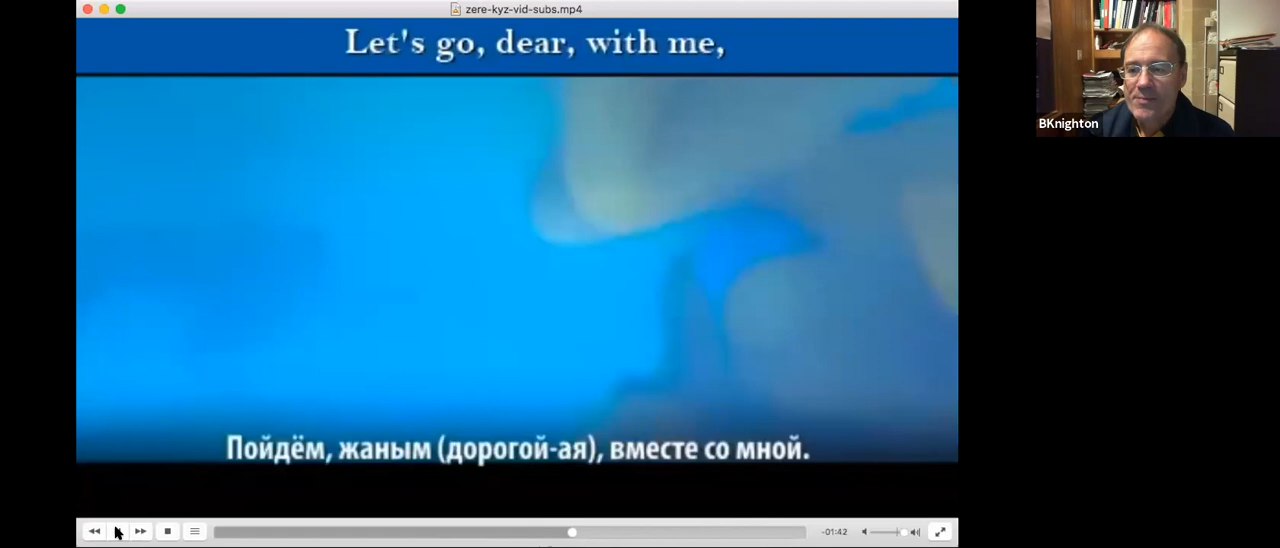 zere-kyz-vid-subs.mp4
Let's go, dear, with me,
BKnighton
Пойдём, жаным (дорогой-ая), вместе со мной.
-01:42